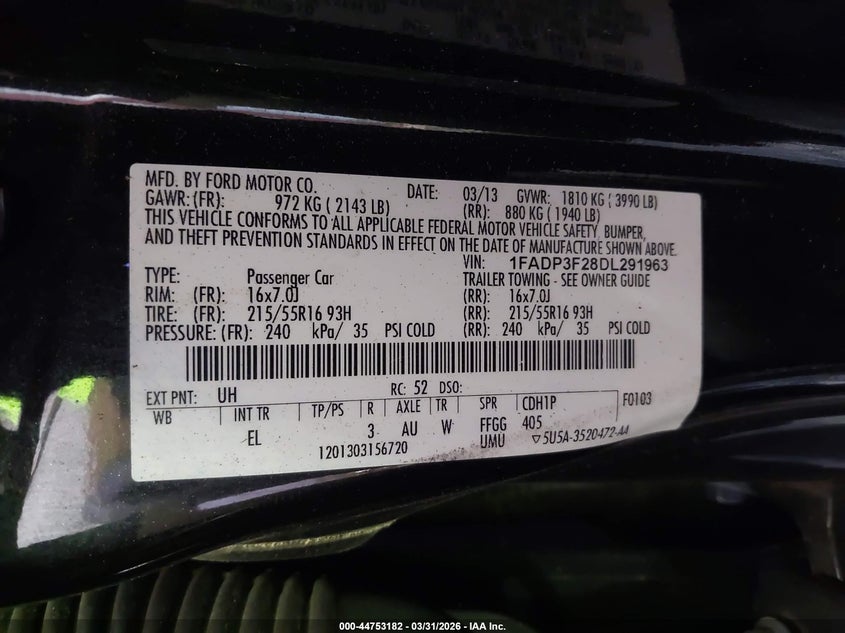 MFD. BY FORD MOTOR CO. DATE: 03/13 GVWR: 1810 KG ( 3990 LB)
GAWR: (FR) 972 KG ( 2143 LB) (RR): 880 KG ( 1940 LB)
THIS VEHICLE CONFORMS TO ALL APPLICABLE FEDERAL MOTOR VEHICLE SAFETY, BUMPER,
AND THEFT PREVENTION STANDARDS IN EFFECT ON THE DATE OF MANUFACTURE SHOWN ABOVE.
VIN: 1FADP3F28DL291963
TYPE: Passenger Car TRAILER TOWING - SEE OWNER GUIDE
RIM: (FR): 16x7.0J (RR): 16x7.0J
TIRE: (FR): 215/55R16 93H (RR): 215/55R16 93H
PRESSURE: (FR): 240 kPa/ 35 PSI COLD (RR): 240 kPa/ 35 PSI COLD
EXT PNT: UH RC: 52 DSO:
WB INT TR TP/PS R AXLE TR SPR CDH1P F0103
EL 3 AU W FFGG 405
1201303156720 UMU ▽5U5A-3520472-AA
000-44753182 — 03/31/2026 — IAA Inc.